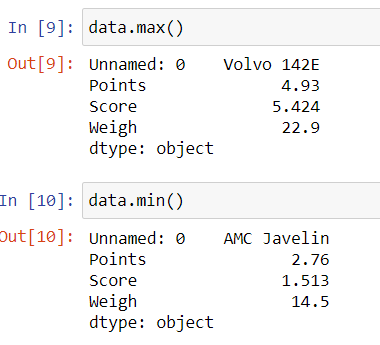 In [9]: data.max()
Out[9]: Unnamed: 0    Volvo 142E
Points             4.93
Score             5.424
Weigh              22.9
dtype: object
In [10]: data.min()
Out[10]: Unnamed: 0    AMC Javelin
Points              2.76
Score              1.513
Weigh               14.5
dtype: object